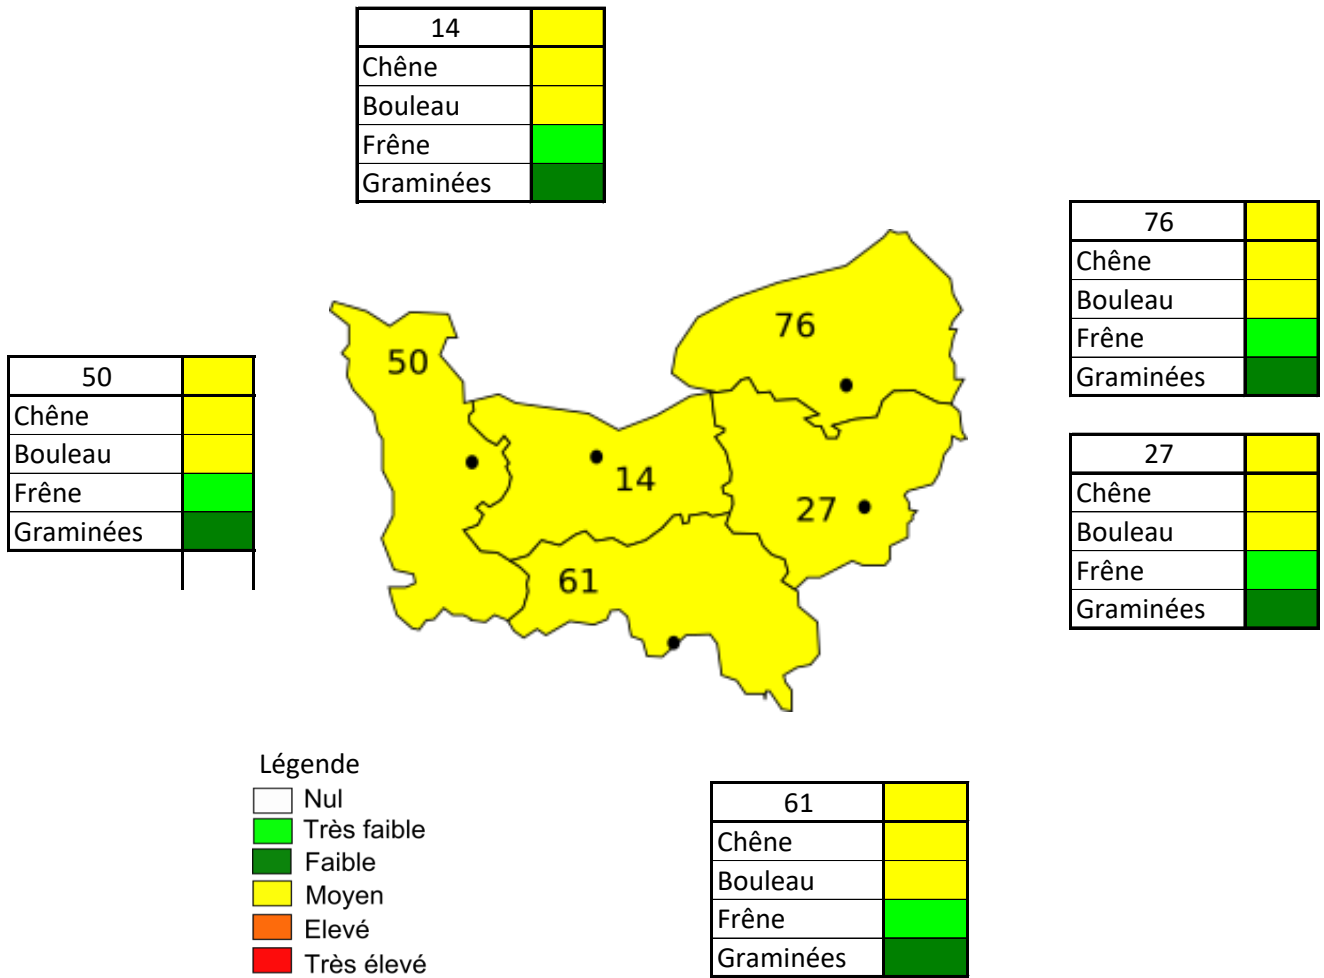 14
Chêne
Bouleau
Frêne
Graminées
76
Chêne
Bouleau
Frêne
Graminées
50
Chêne
Bouleau
Frêne
Graminées
27
Chêne
Bouleau
Frêne
Graminées
76
50
14
27
61
Légende
Nul
Très faible
Faible
Moyen
Elevé
Très élevé
61
Chêne
Bouleau
Frêne
Graminées